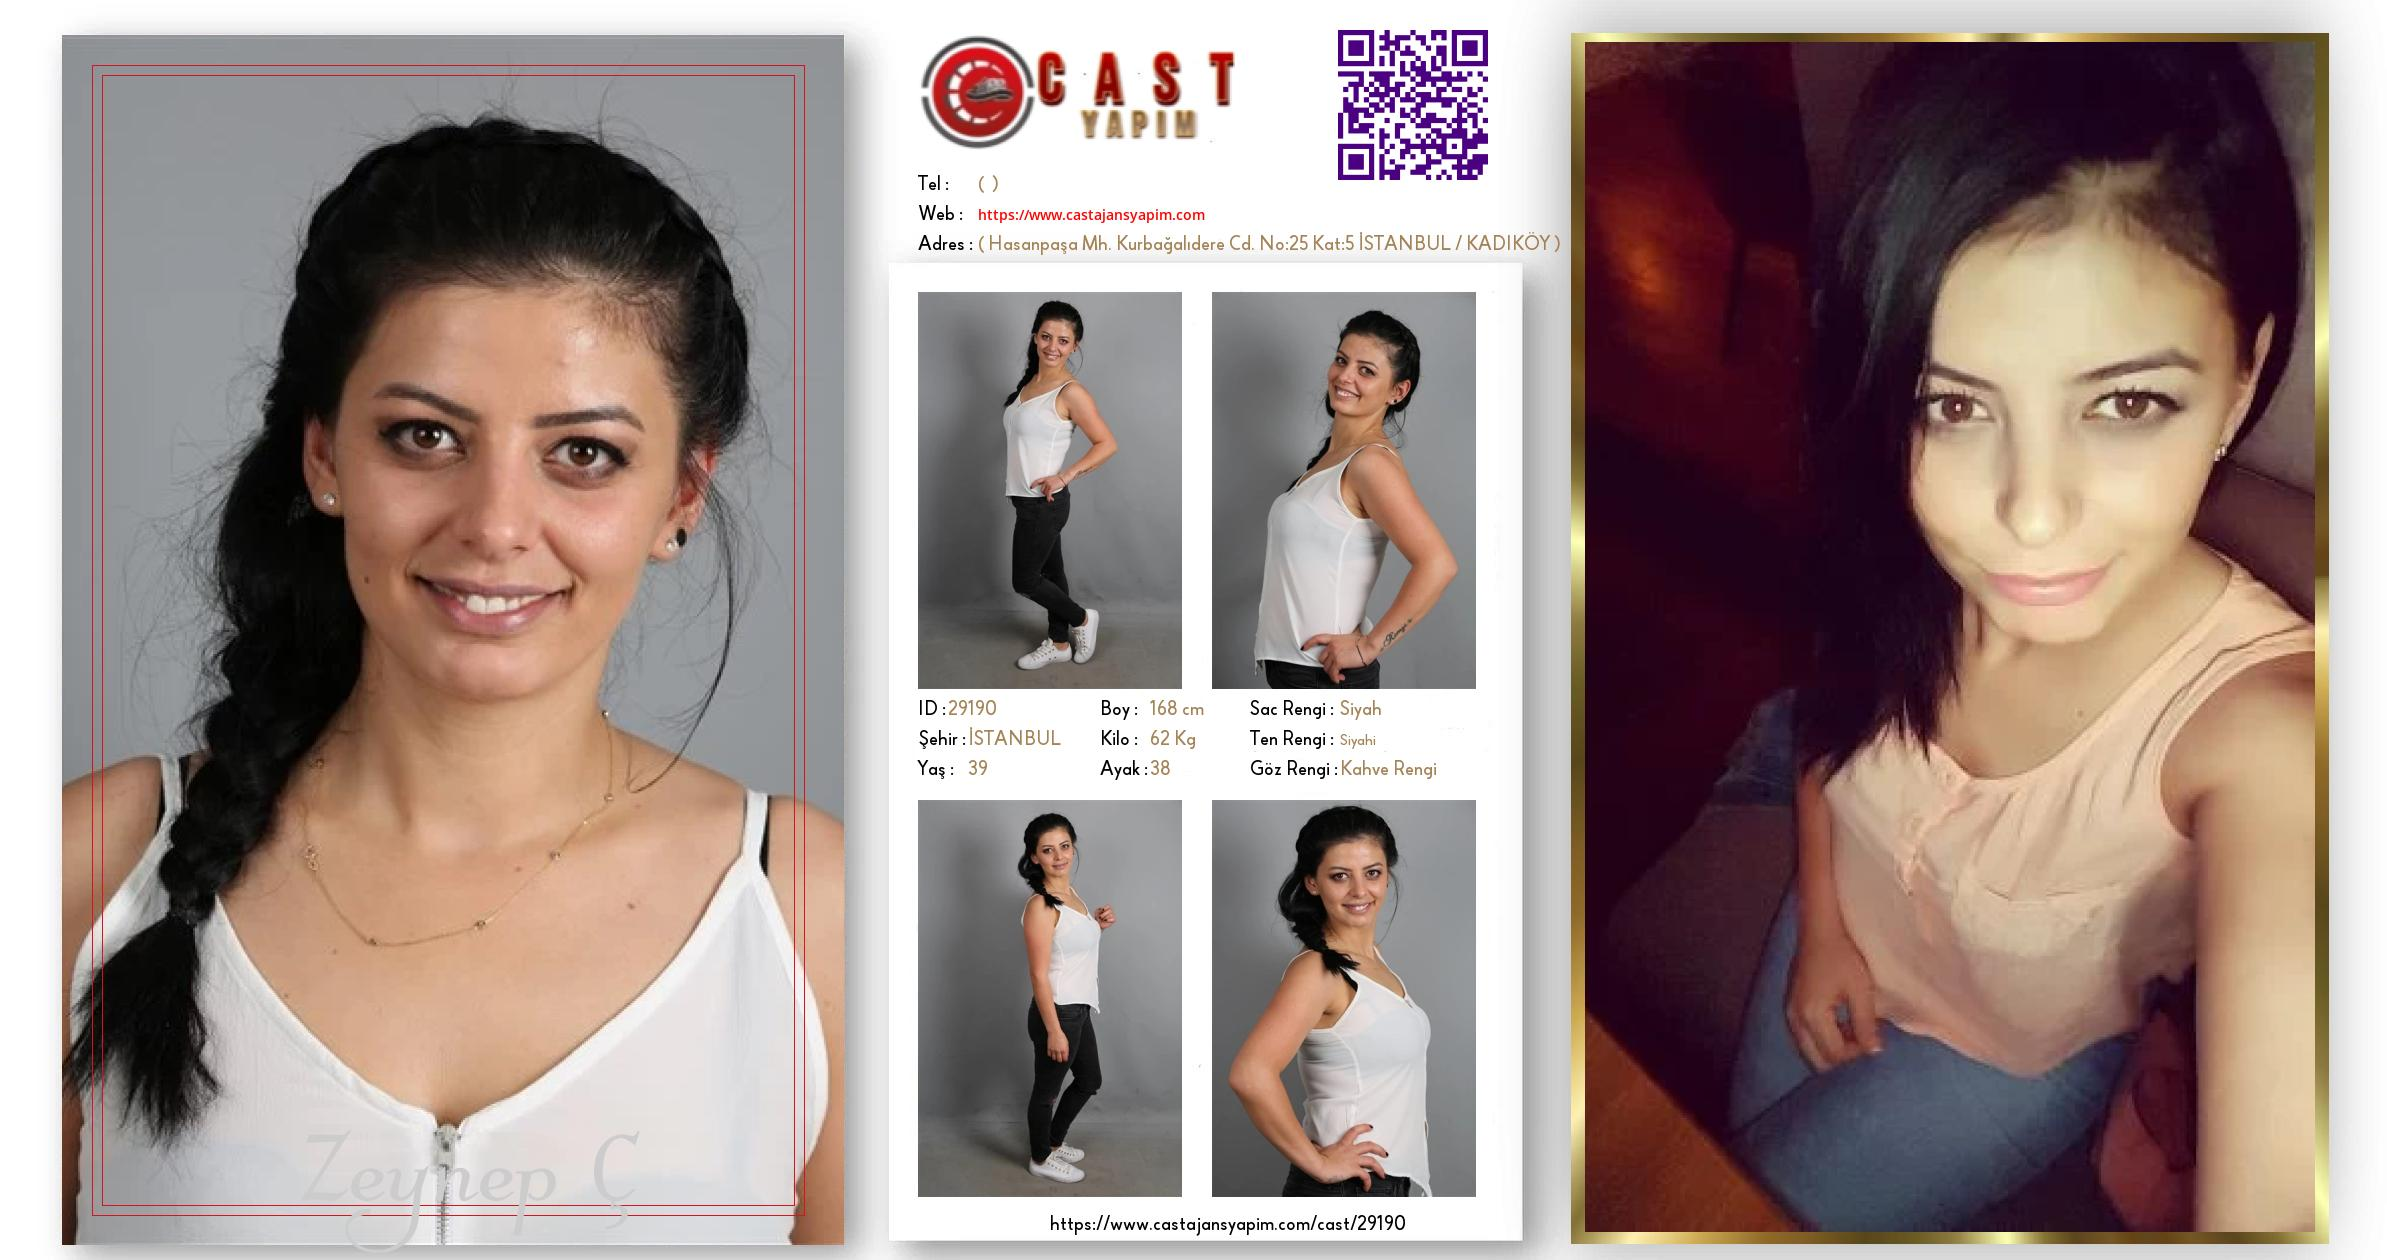 CAST
YAPIM
Tel : ( )
Web : https://www.castajansyapim.com
Adres : ( Hasanpaşa Mh. Kurbağalıdere Cd. No:25 Kat:5 İSTANBUL / KADIKÖY )
ID : 29190 Boy : 168 cm Sac Rengi : Siyah
Şehir : İSTANBUL Kilo : 62 Kg Ten Rengi : Siyahi
Yaş : 39 Ayak : 38 Göz Rengi : Kahve Rengi
Zeynep Ç
https://www.castajansyapim.com/cast/29190